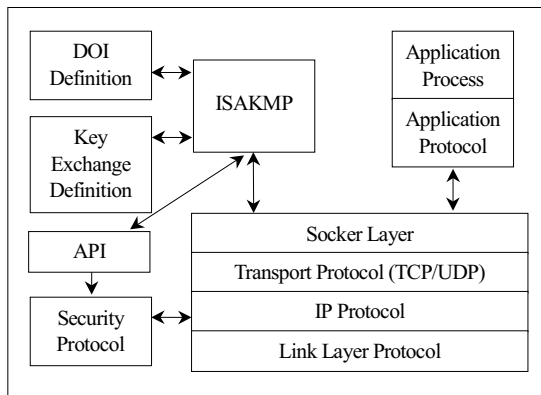 DOI
Definition
ISAKMP
Application
Process
Key
Exchange
Definition
Application
Protocol
API
Socker Layer
Transport Protocol (TCP/UDP)
Security
Protocol
IP Protocol
Link Layer Protocol